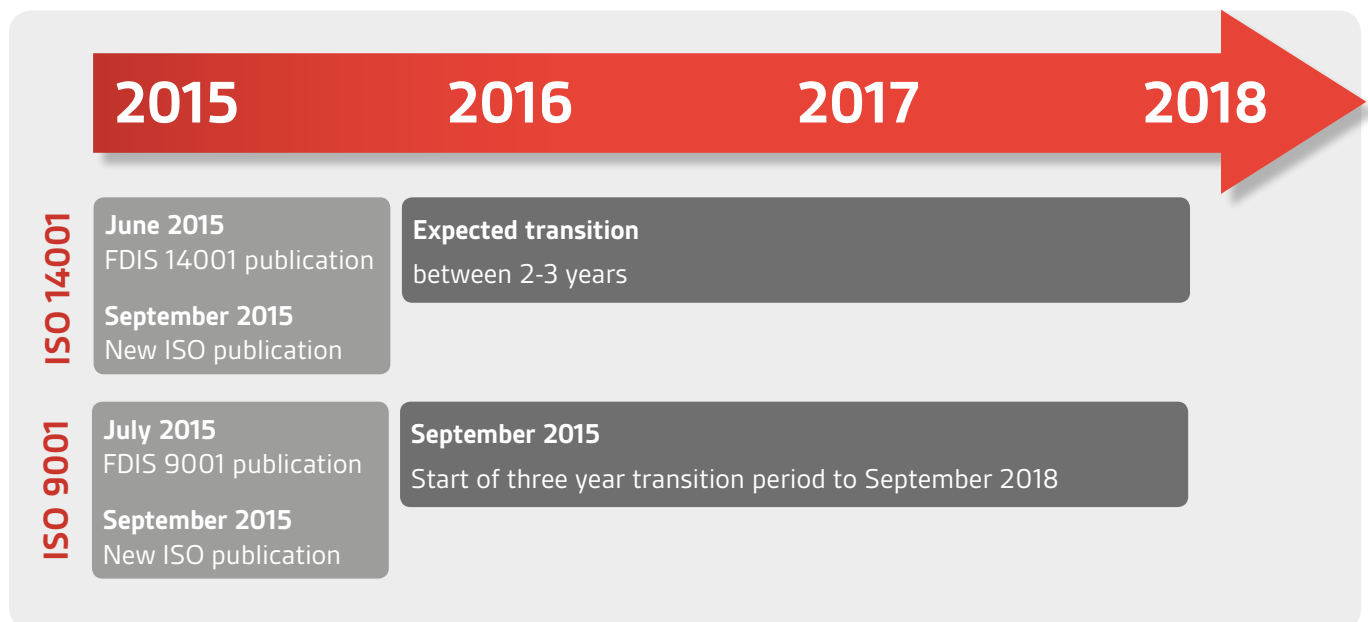 2015 2016 2017 2018
ISO 14001
June 2015
FDIS 14001 publication
September 2015
New ISO publication
Expected transition
between 2-3 years
ISO 9001
July 2015
FDIS 9001 publication
September 2015
New ISO publication
September 2015
Start of three year transition period to September 2018